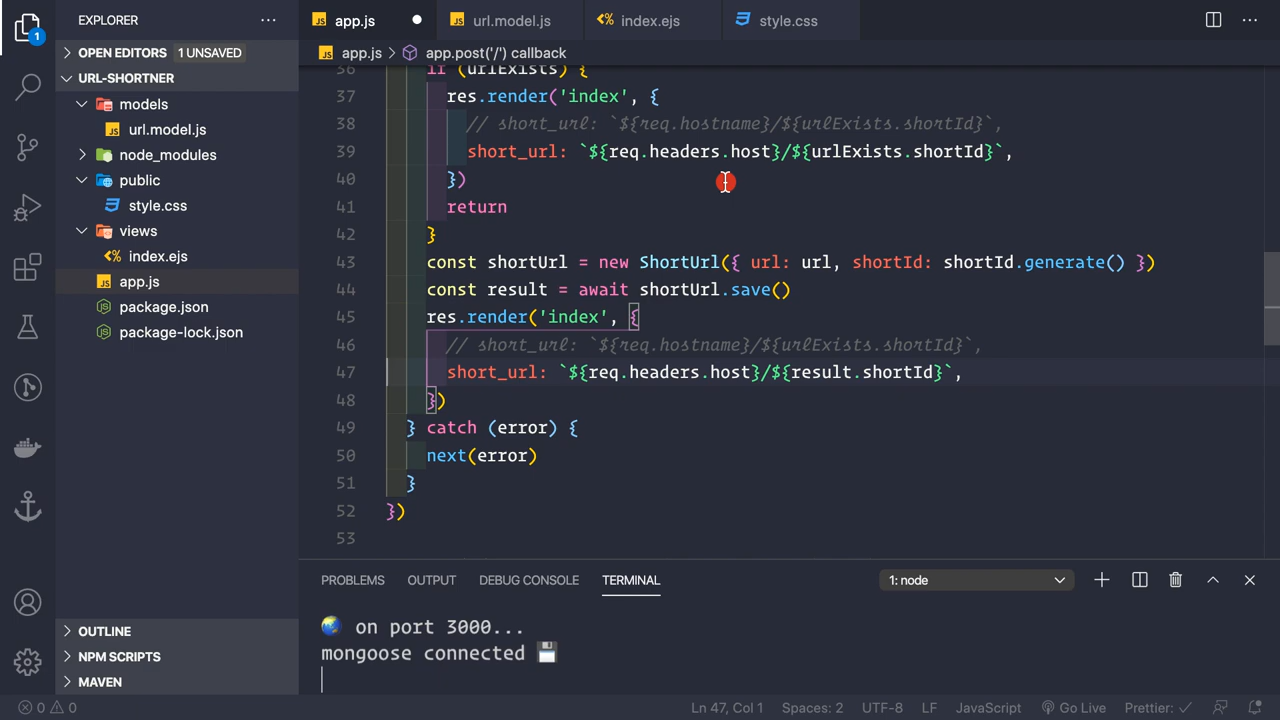 EXPLORER
app.js
url.model.js
index.ejs
style.css
1
OPEN EDITORS 1 UNSAVED
app.js > app.post('/') callback
URL-SHORTNER
models
url.model.js
node_modules
public
style.css
views
index.ejs
app.js
package.json
package-lock.json
36 if (urlExists) {
37 res.render('index', {
38 // short_url: `${req.hostname}/${urlExists.shortId}`,
39 short_url: `${req.headers.host}/${urlExists.shortId}`,
40 })
41 return
42 }
43 const shortUrl = new ShortUrl({ url: url, shortId: shortId.generate() })
44 const result = await shortUrl.save()
45 res.render('index', {
46 // short_url: `${req.hostname}/${urlExists.shortId}`,
47 short_url: `${req.headers.host}/${result.shortId}`,
48 })
49 } catch (error) {
50 next(error)
51 }
52 })
53
PROBLEMS OUTPUT DEBUG CONSOLE TERMINAL 1: node
🌏 on port 3000...
mongoose connected 💾
OUTLINE
NPM SCRIPTS
MAVEN
0 0 Ln 47, Col 1 Spaces: 2 UTF-8 LF JavaScript Go Live Prettier: ✓